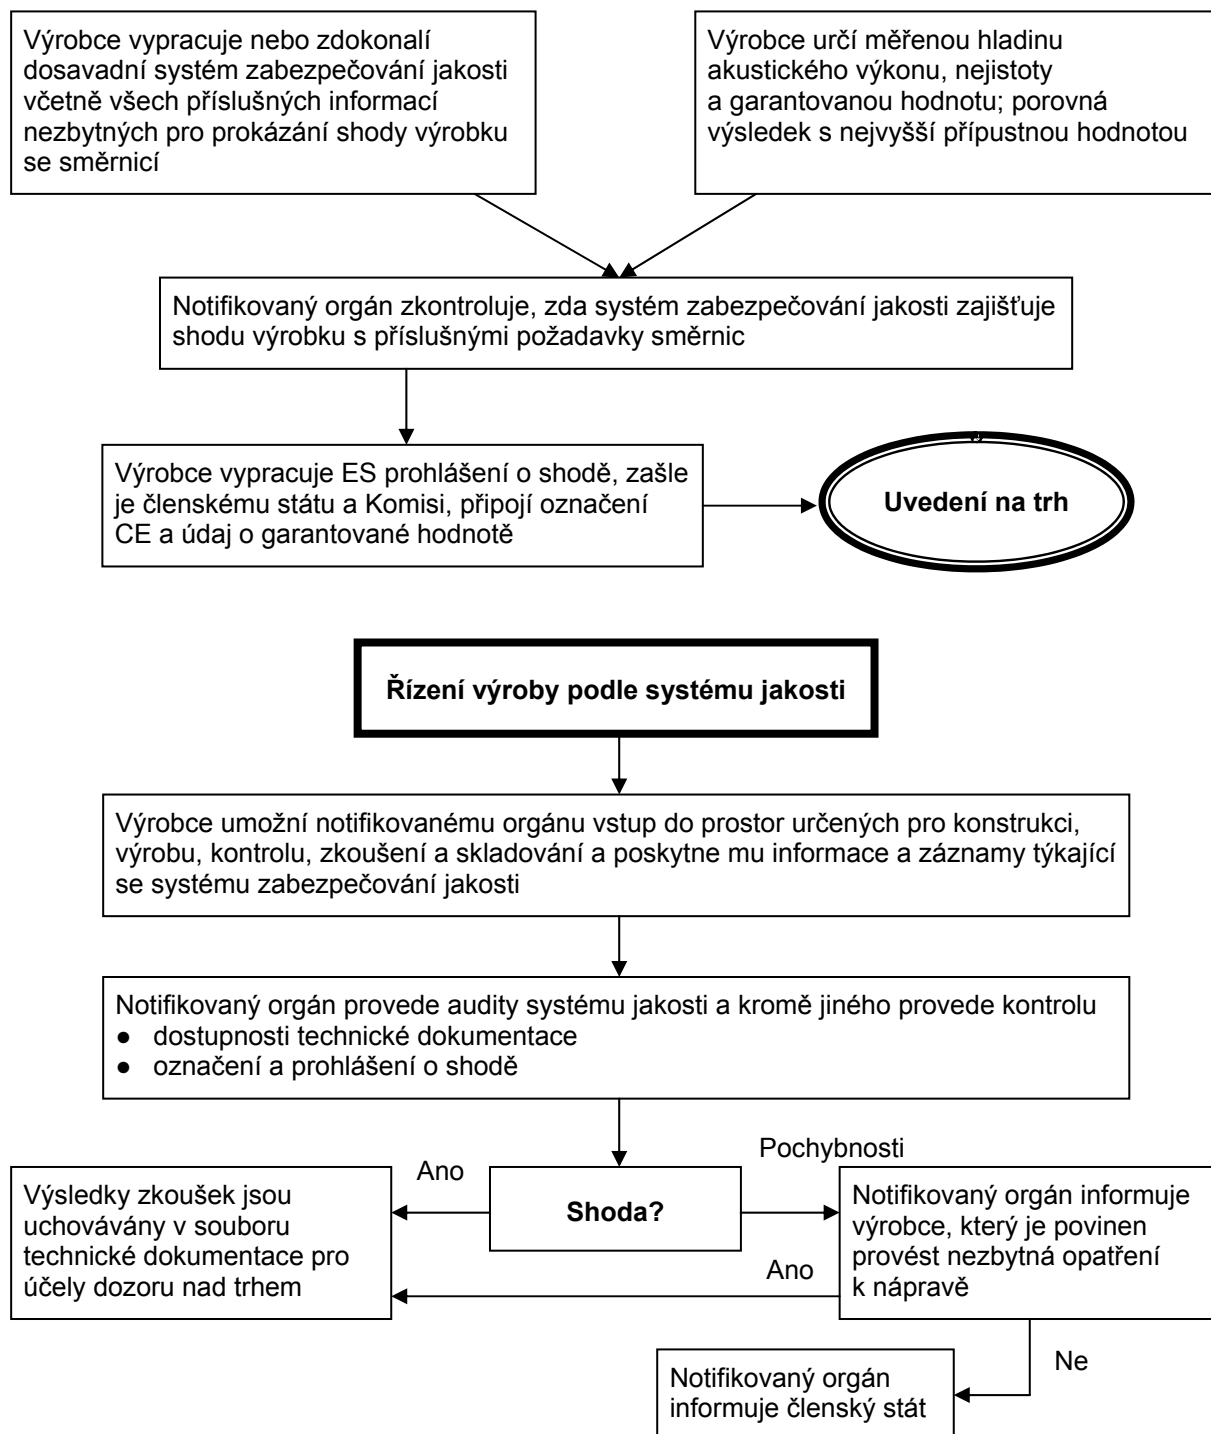 Výrobce vypracuje nebo zdokonalí
dosavadní systém zabezpečování jakosti
včetně všech příslušných informací
nezbytných pro prokázání shody výrobku
se směrnicí
Výrobce určí měřenou hladinu
akustického výkonu, nejistoty
a garantovanou hodnotu; porovná
výsledek s nejvyšší přípustnou hodnotou
Notifikovaný orgán zkontroluje, zda systém zabezpečování jakosti zajišťuje
shodu výrobku s příslušnými požadavky směrnic
Výrobce vypracuje ES prohlášení o shodě, zašle
je členskému státu a Komisi, připojí označení
CE a údaj o garantované hodnotě
Uvedení na trh
Řízení výroby podle systému jakosti
Výrobce umožní notifikovanému orgánu vstup do prostor určených pro konstrukci,
výrobu, kontrolu, zkoušení a skladování a poskytne mu informace a záznamy týkající
se systému zabezpečování jakosti
Notifikovaný orgán provede audity systému jakosti a kromě jiného provede kontrolu
● dostupnosti technické dokumentace
● označení a prohlášení o shodě
Ano
Shoda?
Pochybnosti
Výsledky zkoušek jsou
uchovávány v souboru
technické dokumentace pro
účely dozoru nad trhem
Notifikovaný orgán informuje
výrobce, který je povinen
provést nezbytná opatření
k nápravě
Ano
Ne
Notifikovaný orgán
informuje členský stát